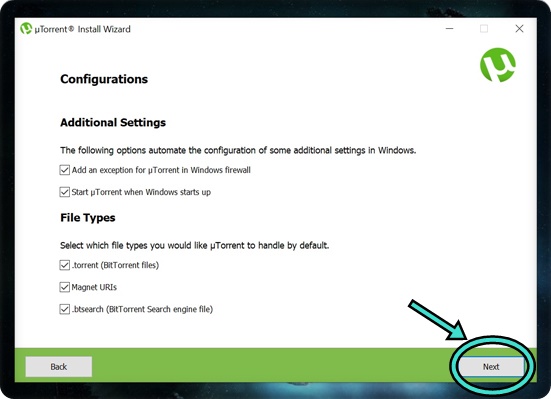 µTorrent® Install Wizard
Configurations
Additional Settings
The following options automate the configuration of some additional settings in Windows.
Add an exception for µTorrent in Windows firewall
Start µTorrent when Windows starts up
File Types
Select which file types you would like µTorrent to handle by default.
.torrent (BitTorrent files)
Magnet URIs
.btsearch (BitTorrent Search engine file)
Back
Next